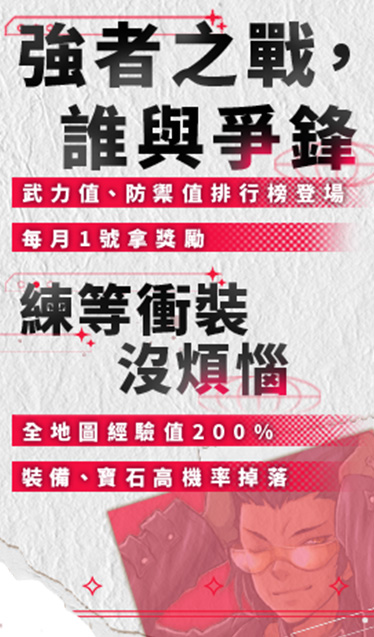 強者之戰，
誰與爭鋒
武力值、防禦值排行榜登場
每月1號拿獎勵
練等衝裝
沒煩惱
全地圖經驗值200%
裝備、寶石高機率掉落